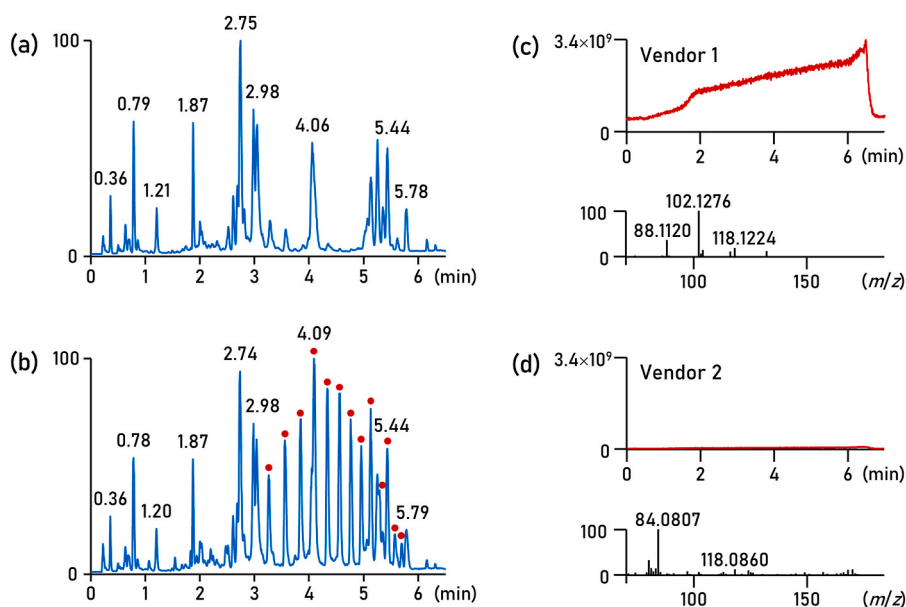 (a)
100
0
0.36
0.79
1.21
1.87
2.75
2.98
4.06
5.44
5.78
0 1 2 3 4 5 6 (min)
(b)
100
0
0.36
0.78
1.20
1.87
2.74
2.98
4.09
5.44
5.79
0 1 2 3 4 5 6 (min)
(c)
3.4×10⁹
Vendor 1
0
0 2 4 6 (min)
100
0
88.1120
102.1276
118.1224
100 150 (m/z)
(d)
3.4×10⁹
Vendor 2
0
0 2 4 6 (min)
100
0
84.0807
118.0860
100 150 (m/z)